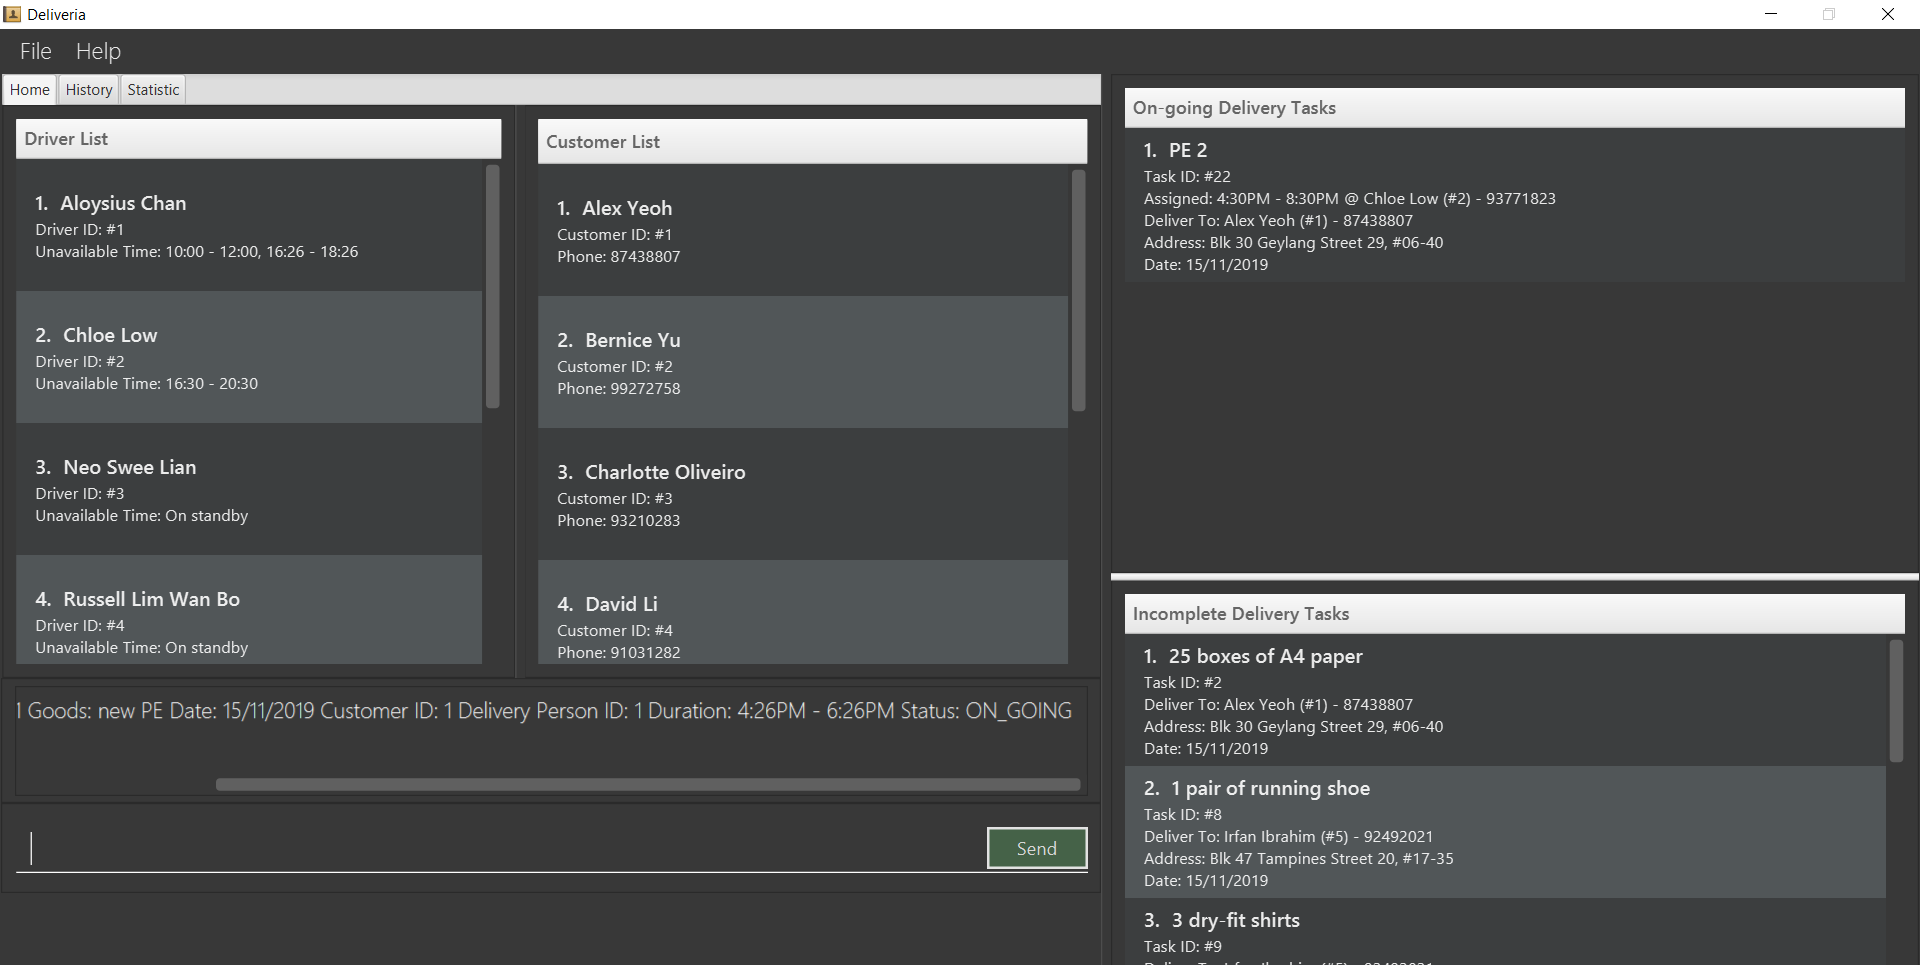 Deliveria
File Help
Home History Statistic
Driver List
1. Aloysius Chan
Driver ID: #1
Unavailable Time: 10:00 - 12:00, 16:26 - 18:26
2. Chloe Low
Driver ID: #2
Unavailable Time: 16:30 - 20:30
3. Neo Swee Lian
Driver ID: #3
Unavailable Time: On standby
4. Russell Lim Wan Bo
Driver ID: #4
Unavailable Time: On standby
Customer List
1. Alex Yeoh
Customer ID: #1
Phone: 87438807
2. Bernice Yu
Customer ID: #2
Phone: 99272758
3. Charlotte Oliveiro
Customer ID: #3
Phone: 93210283
4. David Li
Customer ID: #4
Phone: 91031282
1 Goods: new PE Date: 15/11/2019 Customer ID: 1 Delivery Person ID: 1 Duration: 4:26PM - 6:26PM Status: ON_GOING
Send
On-going Delivery Tasks
1. PE 2
Task ID: #22
Assigned: 4:30PM - 8:30PM @ Chloe Low (#2) - 93771823
Deliver To: Alex Yeoh (#1) - 87438807
Address: Blk 30 Geylang Street 29, #06-40
Date: 15/11/2019
Incomplete Delivery Tasks
1. 25 boxes of A4 paper
Task ID: #2
Deliver To: Alex Yeoh (#1) - 87438807
Address: Blk 30 Geylang Street 29, #06-40
Date: 15/11/2019
2. 1 pair of running shoe
Task ID: #8
Deliver To: Irfan Ibrahim (#5) - 92492021
Address: Blk 47 Tampines Street 20, #17-35
Date: 15/11/2019
3. 3 dry-fit shirts
Task ID: #9